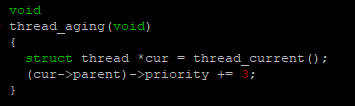 void
thread_aging(void)
{
  struct thread *cur = thread_current();
  (cur->parent)->priority += 3;
}